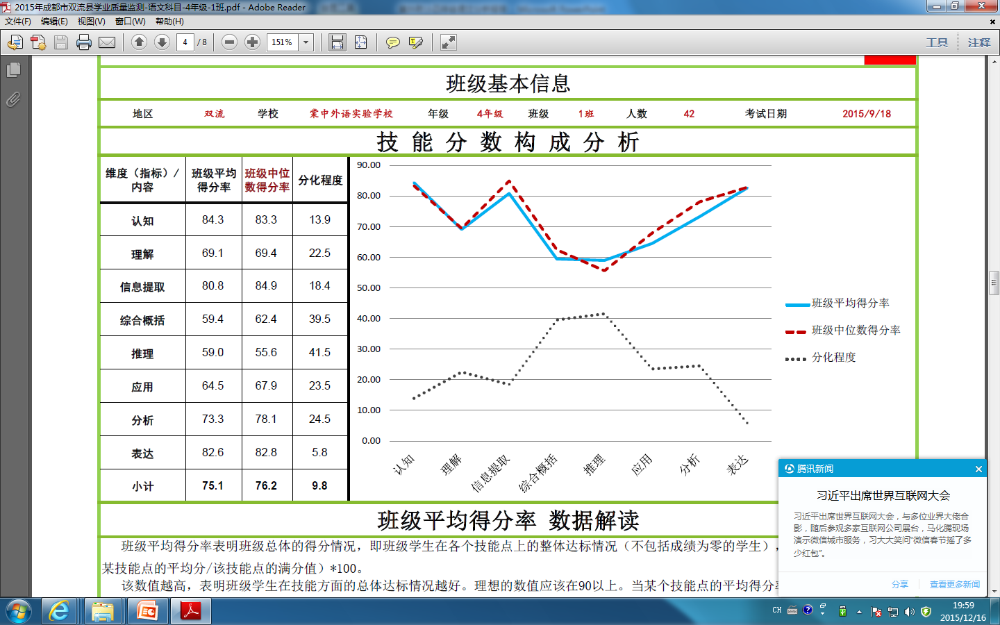 2015年成都市双流县学业质量监测-语文科目-4年级-1班.pdf - Adobe Reader
文件(F) 编辑(E) 视图(V) 窗口(W) 帮助(H)
4 / 8 151% 工具 注释
班级基本信息
地区 双流 学校 棠中外语实验学校 年级 4年级 班级 1班 人数 42 考试日期 2015/9/18
技能分数构成分析
维度（指标）/内容 班级平均得分率 班级中位数得分率 分化程度
认知 84.3 83.3 13.9
理解 69.1 69.4 22.5
信息提取 80.8 84.9 18.4
综合概括 59.4 62.4 39.5
推理 59.0 55.6 41.5
应用 64.5 67.9 23.5
分析 73.3 78.1 24.5
表达 82.6 82.8 5.8
小计 75.1 76.2 9.8
90.00
80.00
70.00
60.00
50.00
40.00
30.00
20.00
10.00
0.00
认知 理解 信息提取 综合概括 推理 应用 分析 表达
班级平均得分率
班级中位数得分率
分化程度
班级平均得分率 数据解读
班级平均得分率表明班级总体的得分情况，即班级学生在各个技能点上的整体达标情况（不包括成绩为零的学生），
某技能点的平均分/该技能点的满分值）*100。
该数值越高，表明班级学生在技能方面的总体达标情况越好。理想的数值应该在90以上。当某个技能点的平均得分率
腾讯新闻
习近平出席世界互联网大会
习近平出席世界互联网大会，与多位业界大佬合
影，随后参观多家互联网公司展台，马化腾现场
演示微信城市服务，习大大笑问“微信春节摇了多
少红包”。
分享 查看更多新闻
CH
19:59
2015/12/16